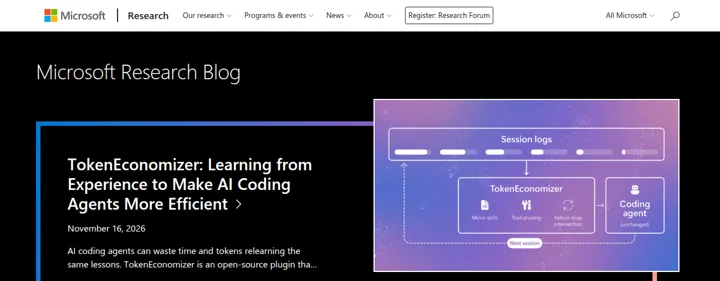 Microsoft
Research
Our research
Programs & events
News
About
Register: Research Forum
All Microsoft
Microsoft Research Blog
TokenEconomizer: Learning from
Experience to Make AI Coding
Agents More Efficient
November 16, 2026
AI coding agents can waste time and tokens relearning the
same lessons. TokenEconomizer is an open-source plugin tha...
Session logs
TokenEconomizer
Micro-skills
Tool pruning
Failure-loop
intervention
Coding
agent
(unchanged)
Next session